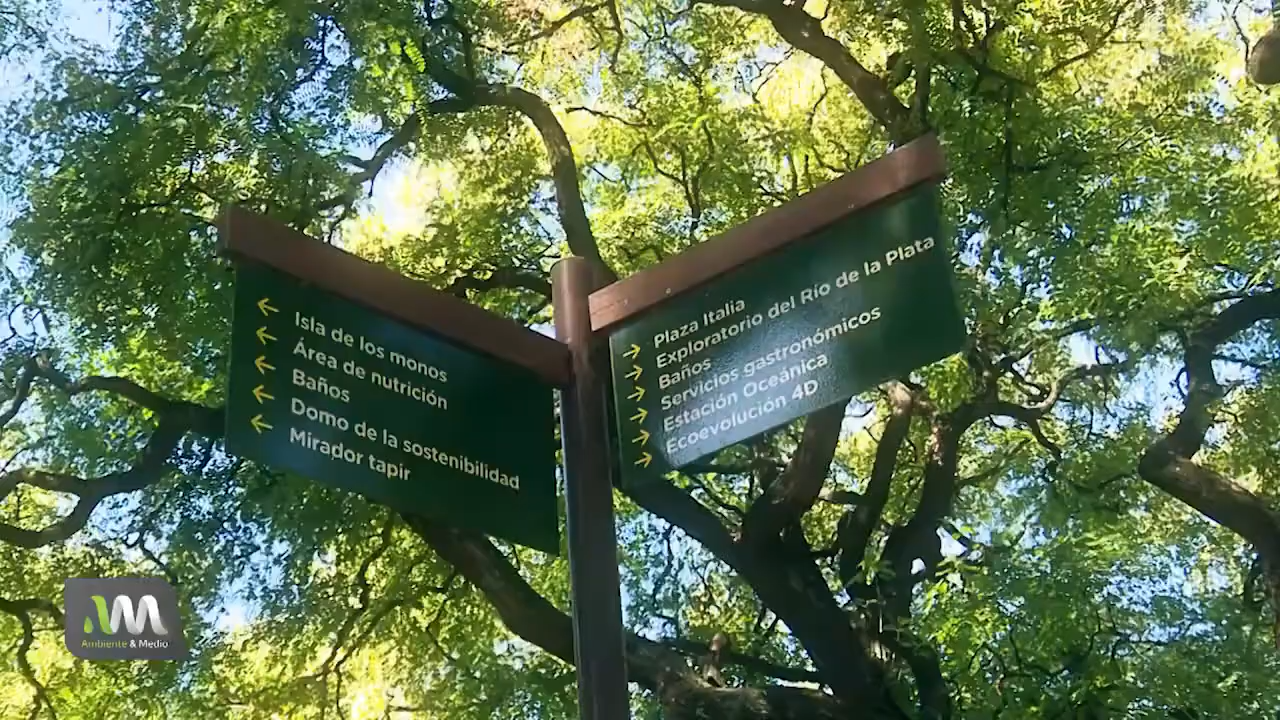 Isla de los monos
Área de nutrición
Baños
Domo de la sostenibilidad
Mirador tapir
Plaza Italia
Exploratorio del Río de la Plata
Baños
Servicios gastronómicos
Estación Oceánica
Ecoevolución 4D
AM
Ambiente & Medio